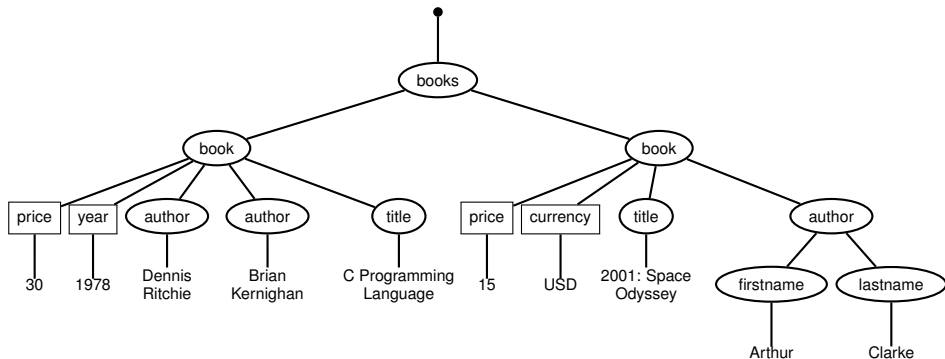 books
book
book
price
year
author
author
title
price
currency
title
author
30
1978
Dennis
Ritchie
Brian
Kernighan
C Programming
Language
15
USD
2001: Space
Odyssey
firstname
lastname
Arthur
Clarke